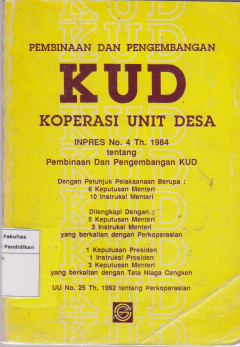 PEMBINAAN DAN PENGEMBANGAN
KUD
KOPERASI UNIT DESA
INPRES No. 4 Th. 1984
tentang
Pembinaan Dan Pengembangan KUD
Dengan Petunjuk Pelaksanaan Berupa :
6 Keputusan Menteri
10 Instruksi Menteri
Dilengkapi Dengan :
5 Keputusan Menteri
3 Instruksi Menteri
yang berkaitan dengan Perkoperasian
1 Keputusan Presiden
1 Instruksi Presiden
3 Keputusan Menteri
yang berkaitan dengan Tata Niaga Cengkeh
UU No. 25 Th. 1992 tentang Perkoperasian
Fakultas
Pendidikan